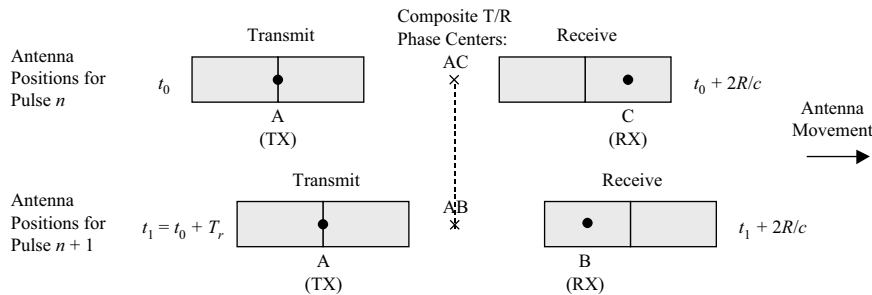 Composite T/R
Phase Centers:
Transmit
Receive
Antenna
Positions for
Pulse n
t0
AC
t0 + 2R/c
A
(TX)
C
(RX)
Antenna
Movement
Transmit
Receive
Antenna
Positions for
Pulse n + 1
t1 = t0 + Tr
AB
t1 + 2R/c
A
(TX)
B
(RX)